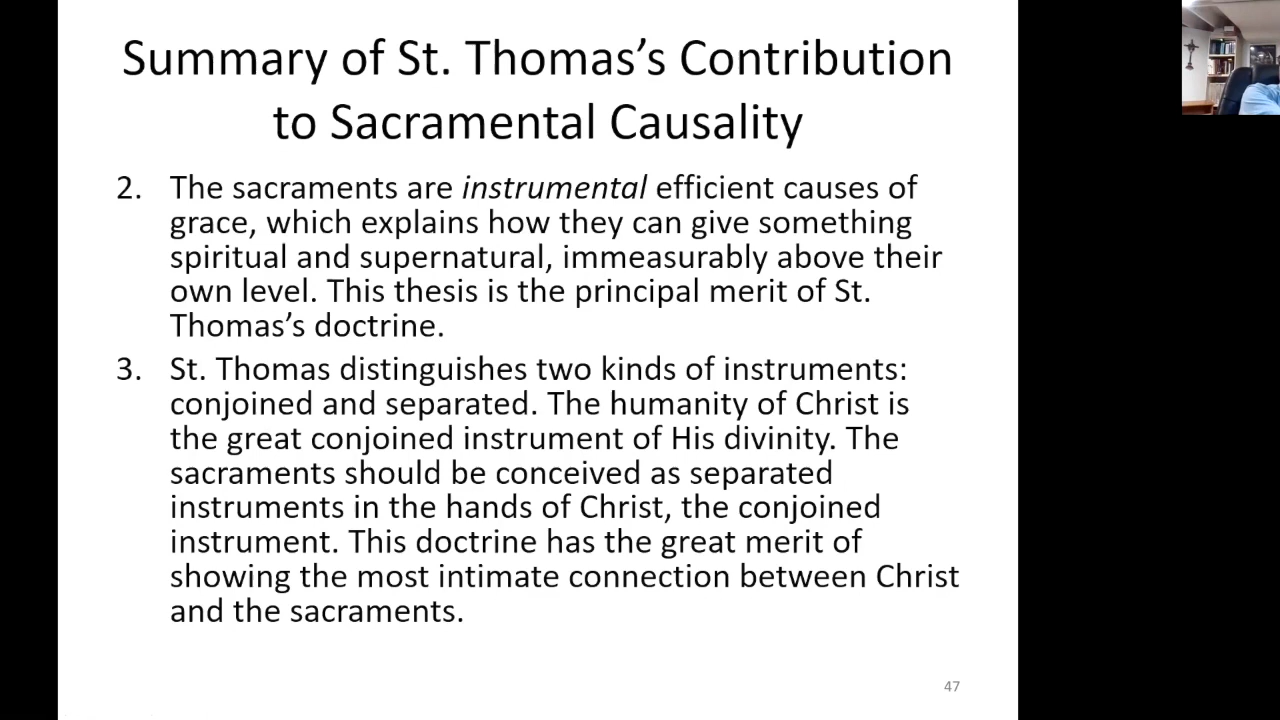 Summary of St. Thomas’s Contribution
to Sacramental Causality
2. The sacraments are instrumental efficient causes of
grace, which explains how they can give something
spiritual and supernatural, immeasurably above their
own level. This thesis is the principal merit of St.
Thomas’s doctrine.
3. St. Thomas distinguishes two kinds of instruments:
conjoined and separated. The humanity of Christ is
the great conjoined instrument of His divinity. The
sacraments should be conceived as separated
instruments in the hands of Christ, the conjoined
instrument. This doctrine has the great merit of
showing the most intimate connection between Christ
and the sacraments.
47